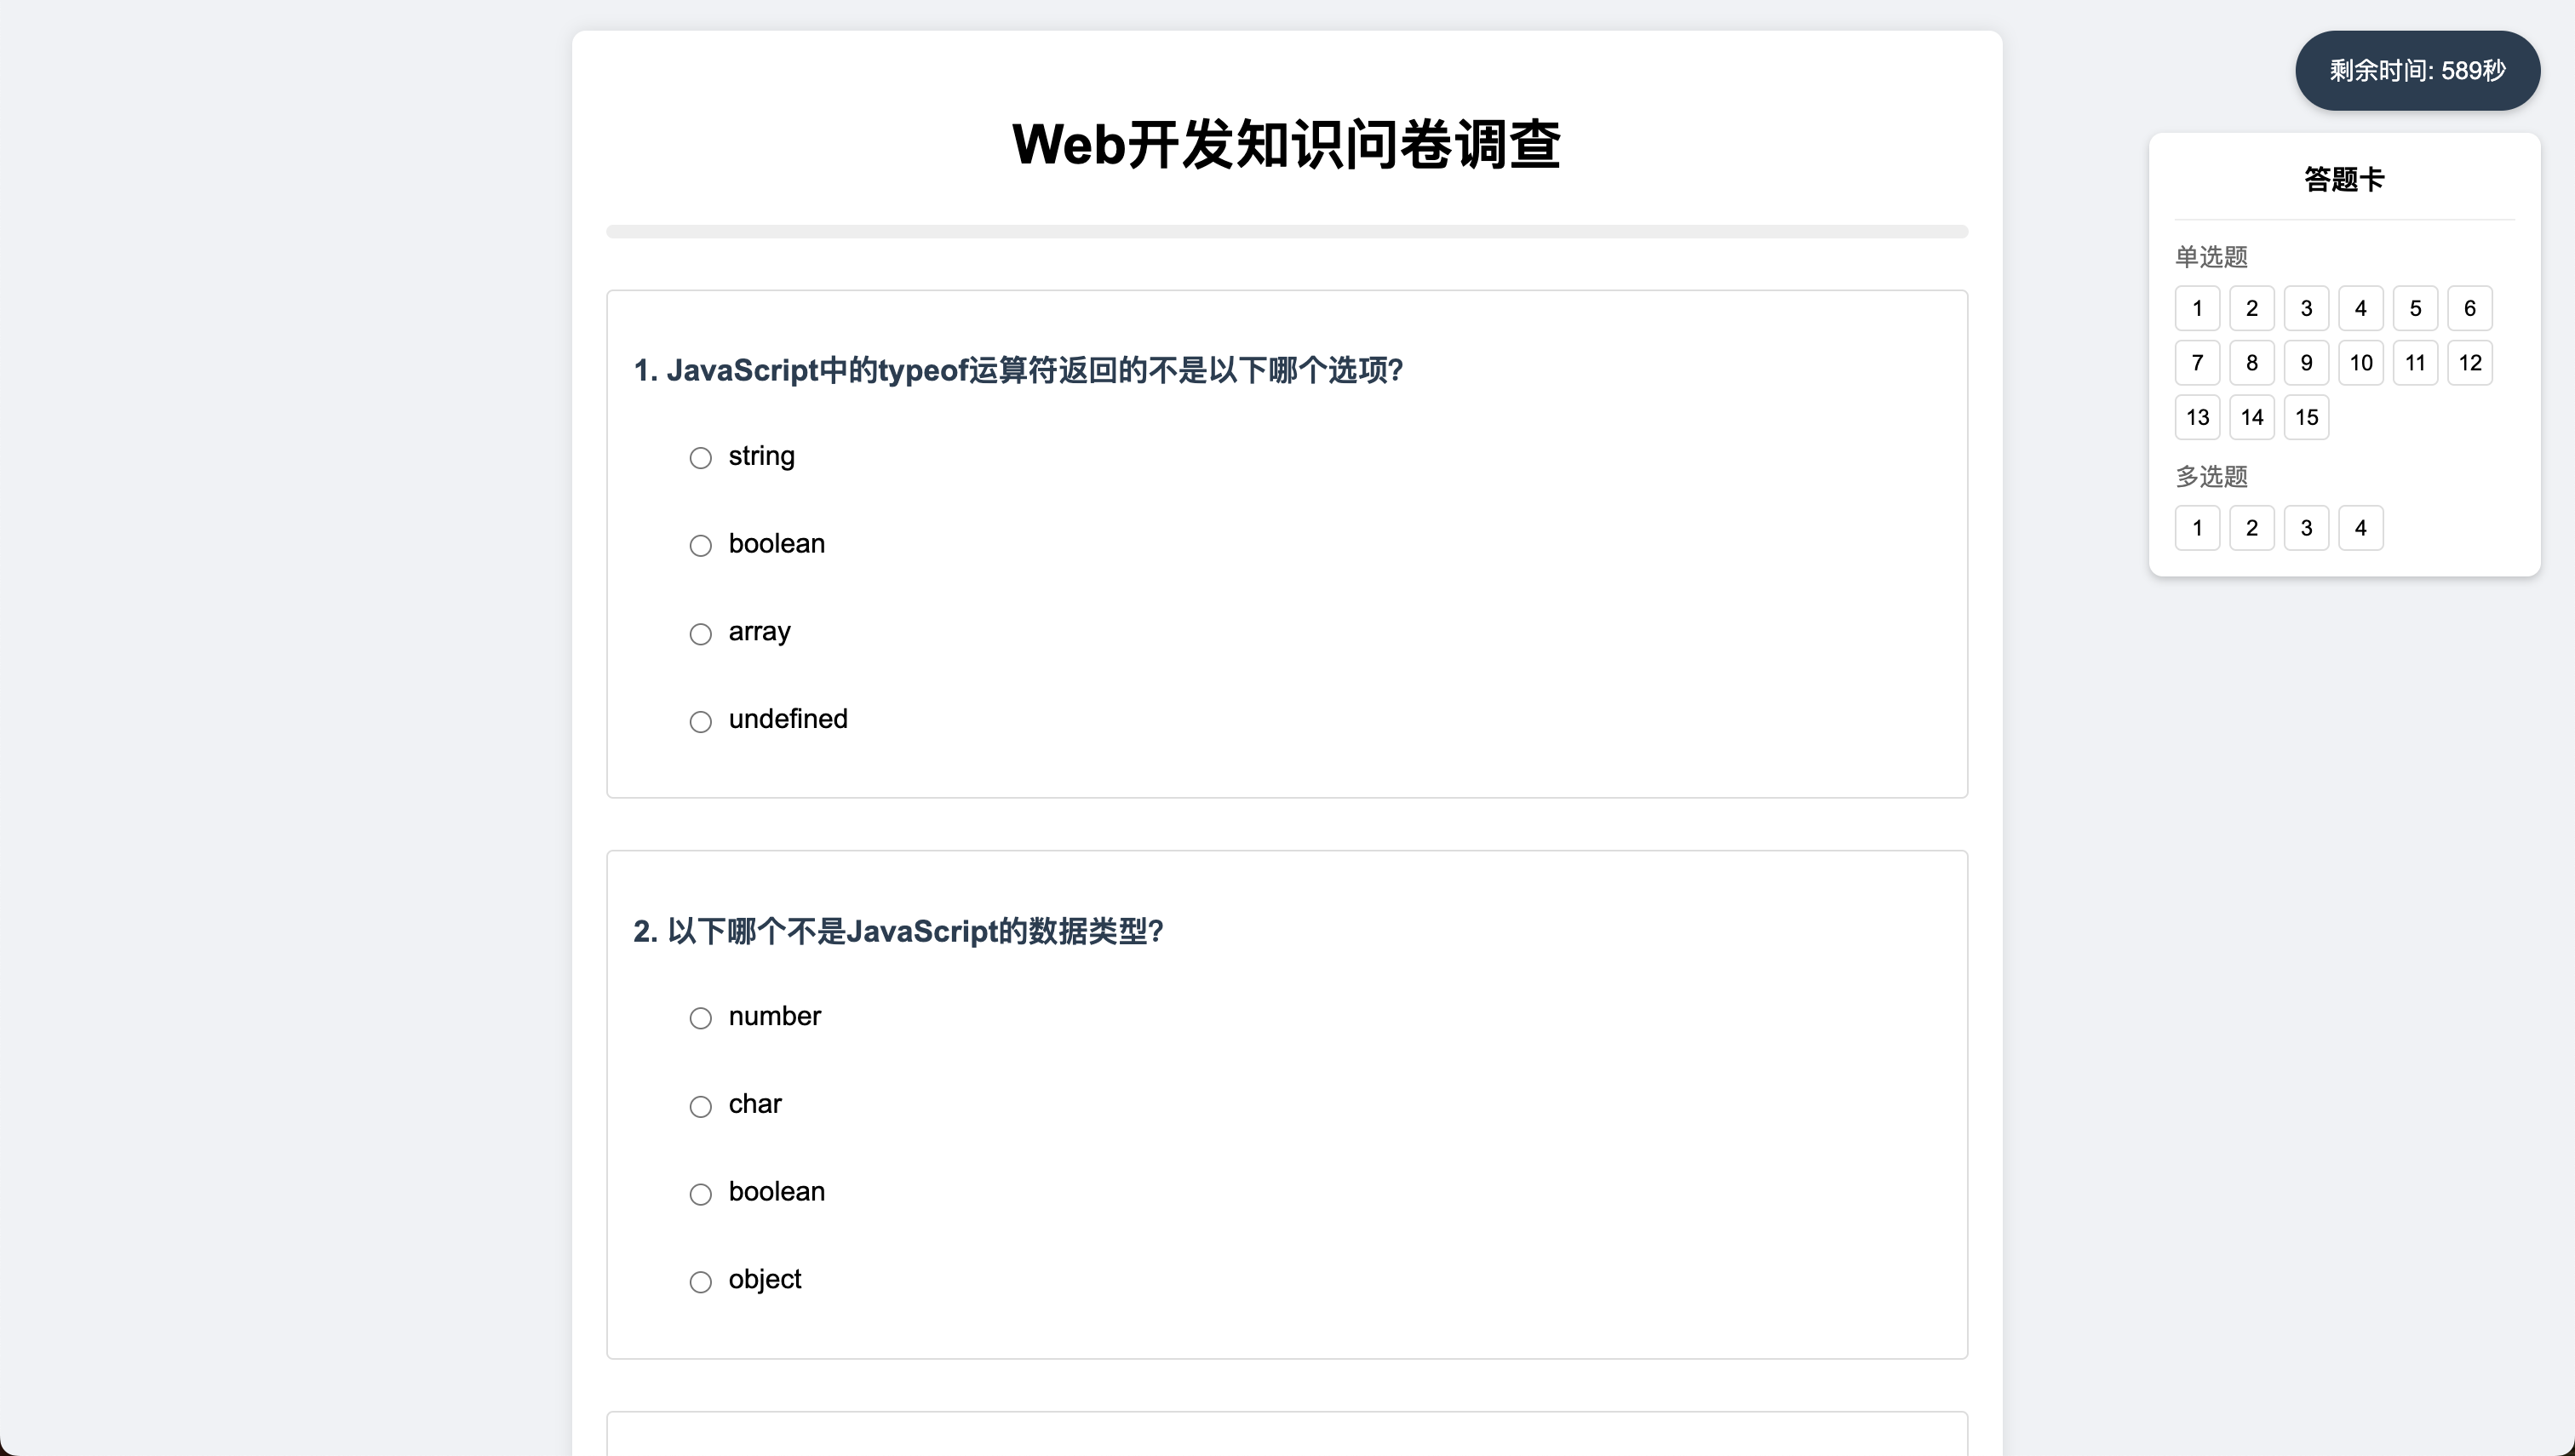 Web开发知识问卷调查
1. JavaScript中的typeof运算符返回的不是以下哪个选项?
string
boolean
array
undefined
2. 以下哪个不是JavaScript的数据类型?
number
char
boolean
object
剩余时间: 589秒
答题卡
单选题
1 2 3 4 5 6
7 8 9 10 11 12
13 14 15
多选题
1 2 3 4